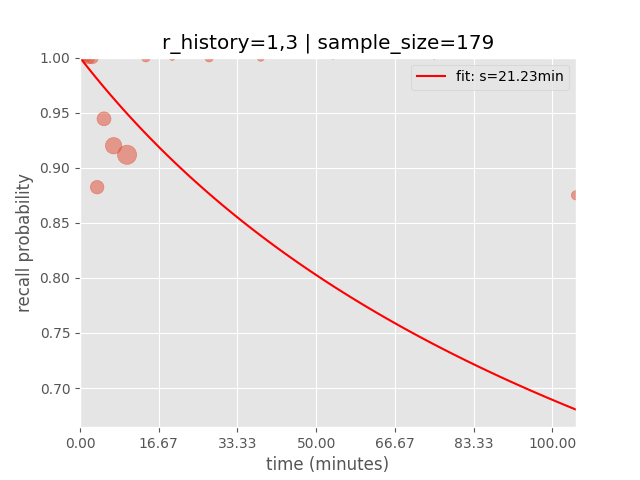 r_history=1,3 | sample_size=179
fit: s=21.23min
1.00
0.95
0.90
0.85
0.80
0.75
0.70
recall probability
0.00 16.67 33.33 50.00 66.67 83.33 100.00
time (minutes)